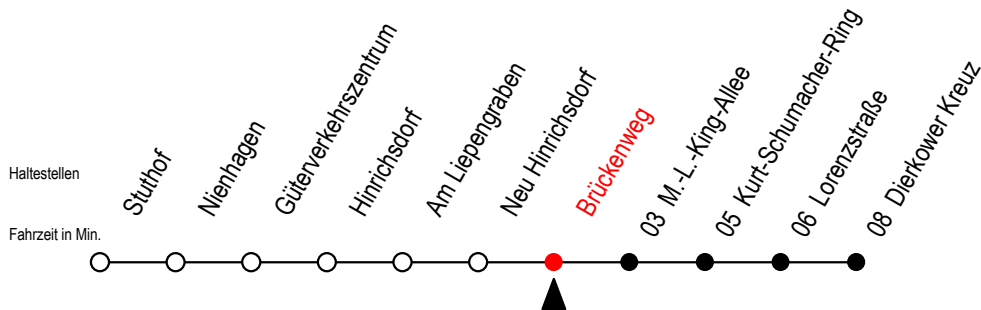 Haltestellen
Fahrzeit in Min.
Stuthof
Nienhagen
Güterverkehrszentrum
Hinrichsdorf
Am Liepengraben
Neu Hinrichsdorf
Brückenweg
03 M.-L.-King-Allee
05 Kurt-Schumacher-Ring
06 Lorenzstraße
08 Dierkower Kreuz